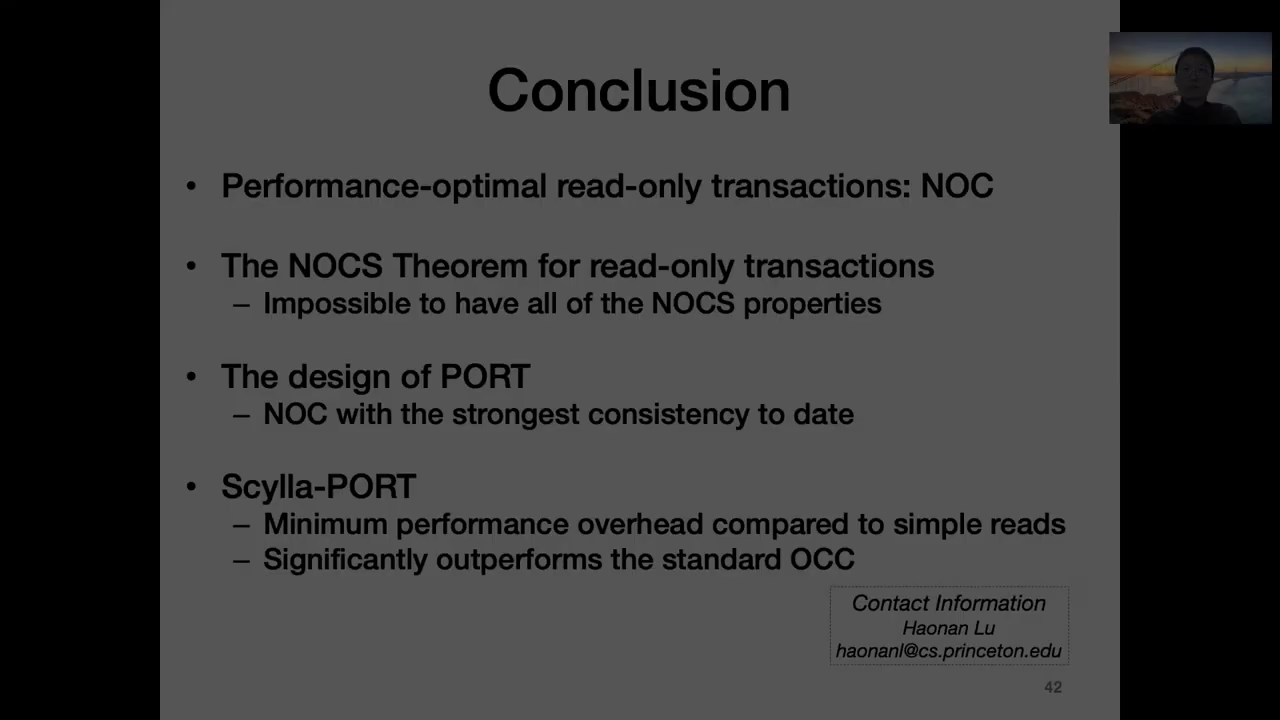 Conclusion
• Performance-optimal read-only transactions: NOC
• The NOCS Theorem for read-only transactions
– Impossible to have all of the NOCS properties
• The design of PORT
– NOC with the strongest consistency to date
• Scylla-PORT
– Minimum performance overhead compared to simple reads
– Significantly outperforms the standard OCC
Contact Information
Haonan Lu
haonanl@cs.princeton.edu
42